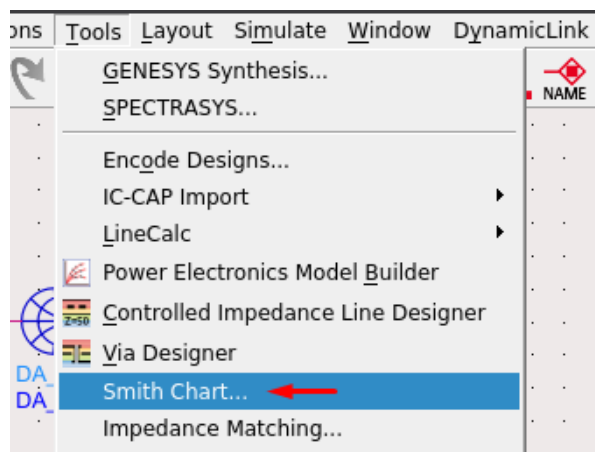 ons Tools Layout Simulate Window DynamicLink
GENESYS Synthesis...
NAME
SPECTRASYS...
Encode Designs...
IC-CAP Import
LineCalc
Power Electronics Model Builder
Z=50 Controlled Impedance Line Designer
Via Designer
DA_
Smith Chart...
DA_
Impedance Matching...